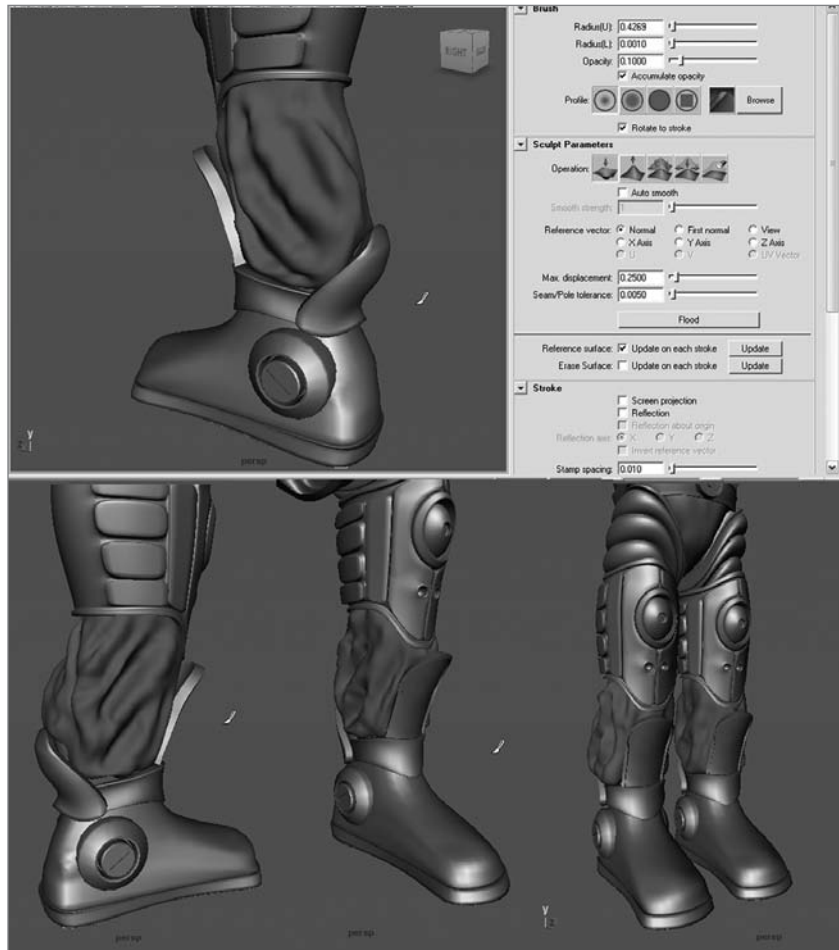 Brush
Radius(U): 0.4269
Radius(L): 0.0010
Opacity: 0.1000
Accumulate opacity
Profile: Browse
Rotate to stroke
Sculpt Parameters
Operation:
Auto smooth
Smooth strength: 1
Reference vector: Normal First normal View
X Axis Y Axis Z Axis
U V UV Vector
Max. displacement: 0.2500
Seam/Pole tolerance: 0.0050
Flood
Reference surface: Update on each stroke Update
Erase Surface: Update on each stroke Update
Stroke
Screen projection
Reflection
Reflection about origin
Reflection axis: X Y Z
Invert reference vector
Stamp spacing: 0.010
RIGHT
y
z
persp
persp
persp
y
z
persp